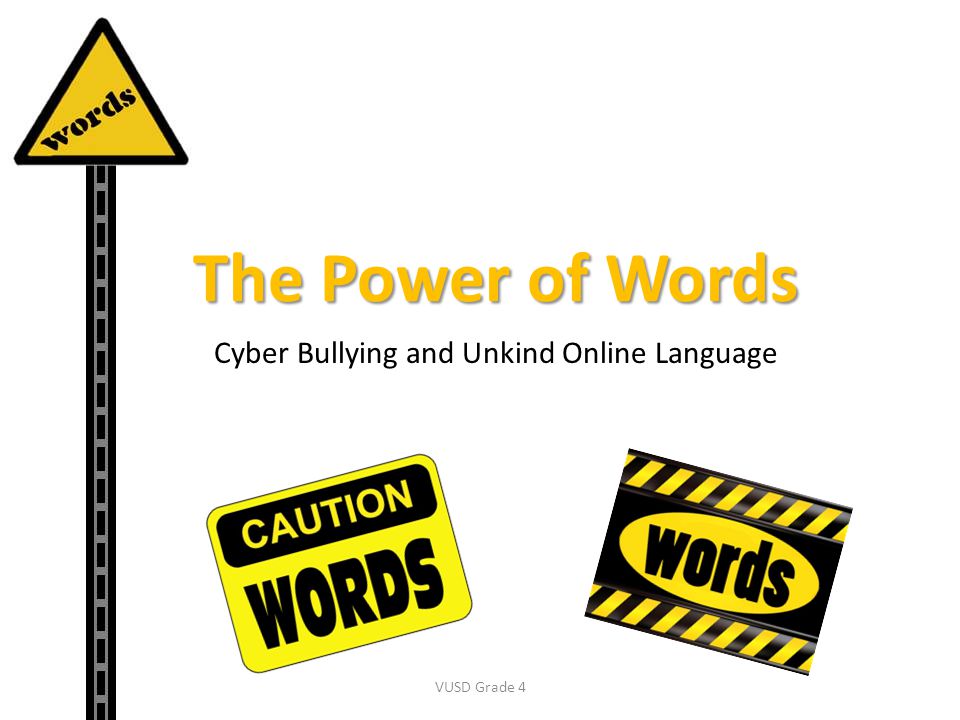 words
The Power of Words
Cyber Bullying and Unkind Online Language
CAUTION
WORDS
words
VUSD Grade 4